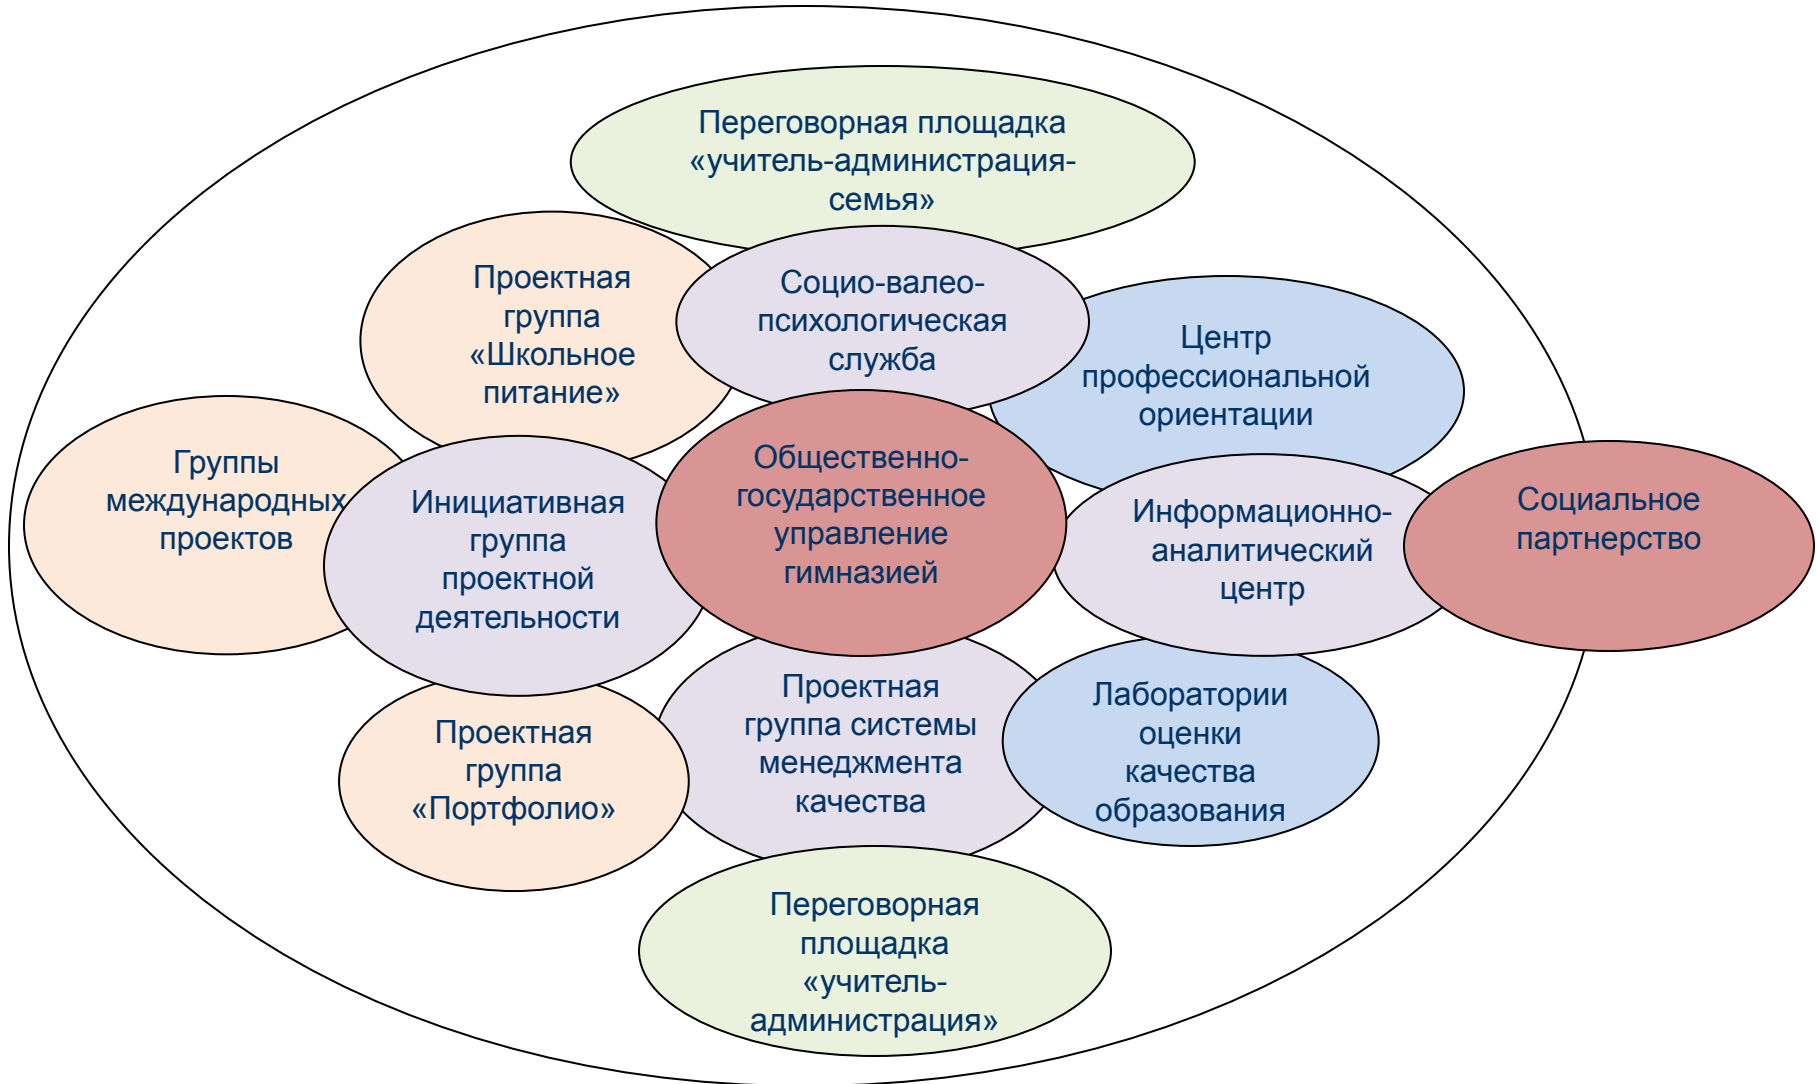 Переговорная площадка
«учитель-администрация-
семья»
Проектная
группа
«Школьное
питание»
Социо-валео-
психологическая
служба
Центр
профессиональной
ориентации
Группы
международных
проектов
Инициативная
группа
проектной
деятельности
Общественно-
государственное
управление
гимназией
Информационно-
аналитический
центр
Социальное
партнерство
Проектная
группа
«Портфолио»
Проектная
группа системы
менеджмента
качества
Лаборатории
оценки
качества
образования
Переговорная
площадка
«учитель-
администрация»